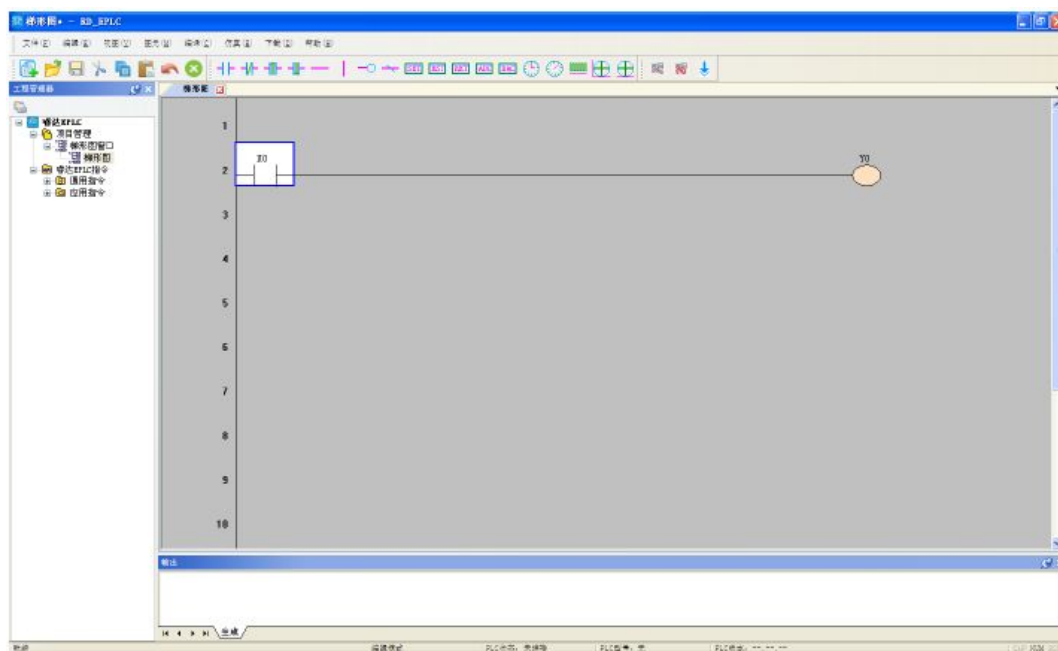 梯形图* - RD_EPLC
文件(F) 编辑(E) 视图(V) 图元(M) 编译(C) 仿真(S) 下载(D) 帮助(H)
工程管理器
梯形图
睿达EPLC
项目管理
梯形图窗口
梯形图
睿达EPLC指令
通用指令
应用指令
1
X0
Y0
2
3
4
5
6
7
8
9
10
输出
生成
编辑模式
CAP NUM